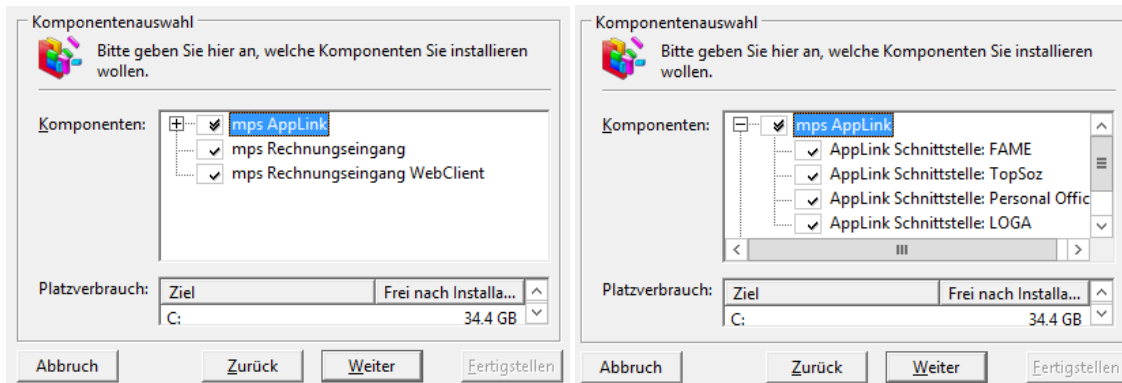 Komponentenauswahl
Bitte geben Sie hier an, welche Komponenten Sie installieren
wollen.
Komponenten:
mps AppLink
mps Rechnungseingang
mps Rechnungseingang WebClient
Platzverbrauch:
Ziel
Frei nach Installa...
C:
34.4 GB
Abbruch
Zurück
Weiter
Fertigstellen
Komponentenauswahl
Bitte geben Sie hier an, welche Komponenten Sie installieren
wollen.
Komponenten:
mps AppLink
AppLink Schnittstelle: FAME
AppLink Schnittstelle: TopSoz
AppLink Schnittstelle: Personal Offic
AppLink Schnittstelle: LOGA
Platzverbrauch:
Ziel
Frei nach Installa...
C:
34.4 GB
Abbruch
Zurück
Weiter
Fertigstellen